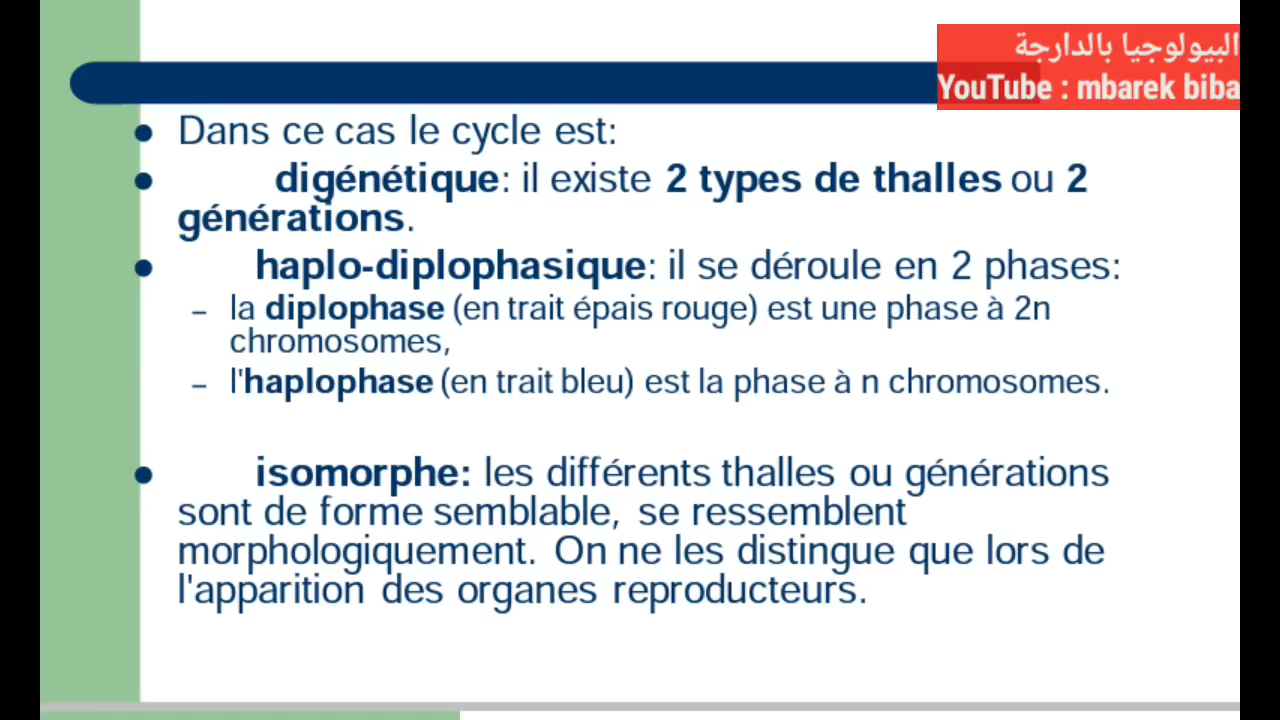 البيولوجيا بالدارجة
YouTube : mbarek biba
• Dans ce cas le cycle est:
• digénétique: il existe 2 types de thalles ou 2
générations.
• haplo-diplophasique: il se déroule en 2 phases:
– la diplophase (en trait épais rouge) est une phase à 2n
chromosomes,
– l'haplophase (en trait bleu) est la phase à n chromosomes.
• isomorphe: les différents thalles ou générations
sont de forme semblable, se ressemblent
morphologiquement. On ne les distingue que lors de
l'apparition des organes reproducteurs.